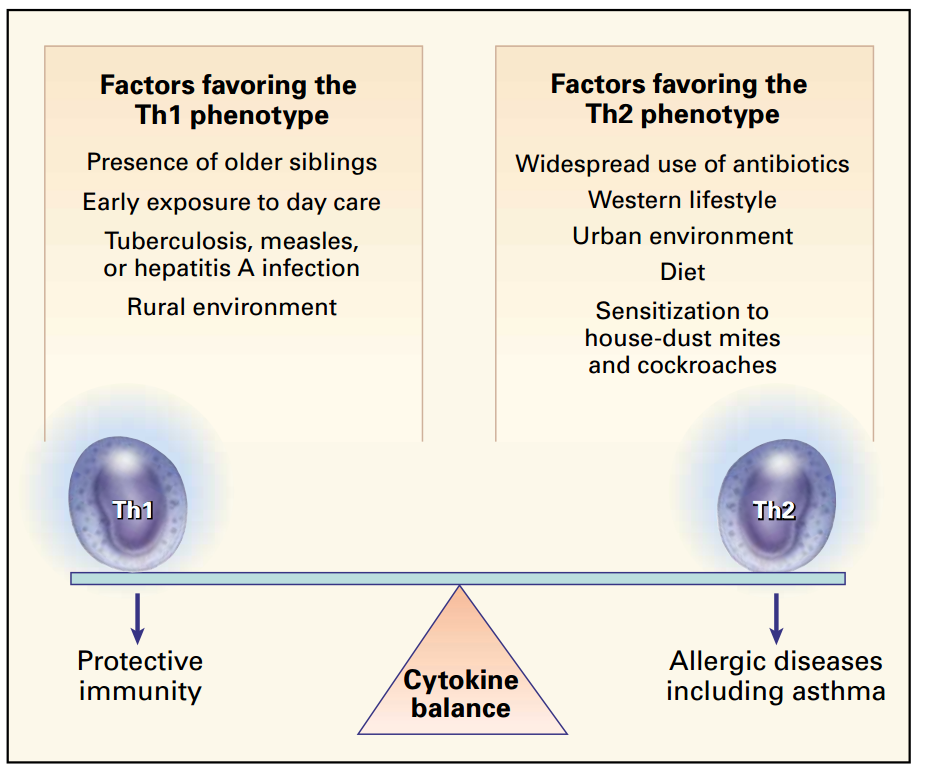 Factors favoring the
Th1 phenotype
Presence of older siblings
Early exposure to day care
Tuberculosis, measles,
or hepatitis A infection
Rural environment
Factors favoring the
Th2 phenotype
Widespread use of antibiotics
Western lifestyle
Urban environment
Diet
Sensitization to
house-dust mites
and cockroaches
Th1
Th2
Protective
immunity
Cytokine
balance
Allergic diseases
including asthma